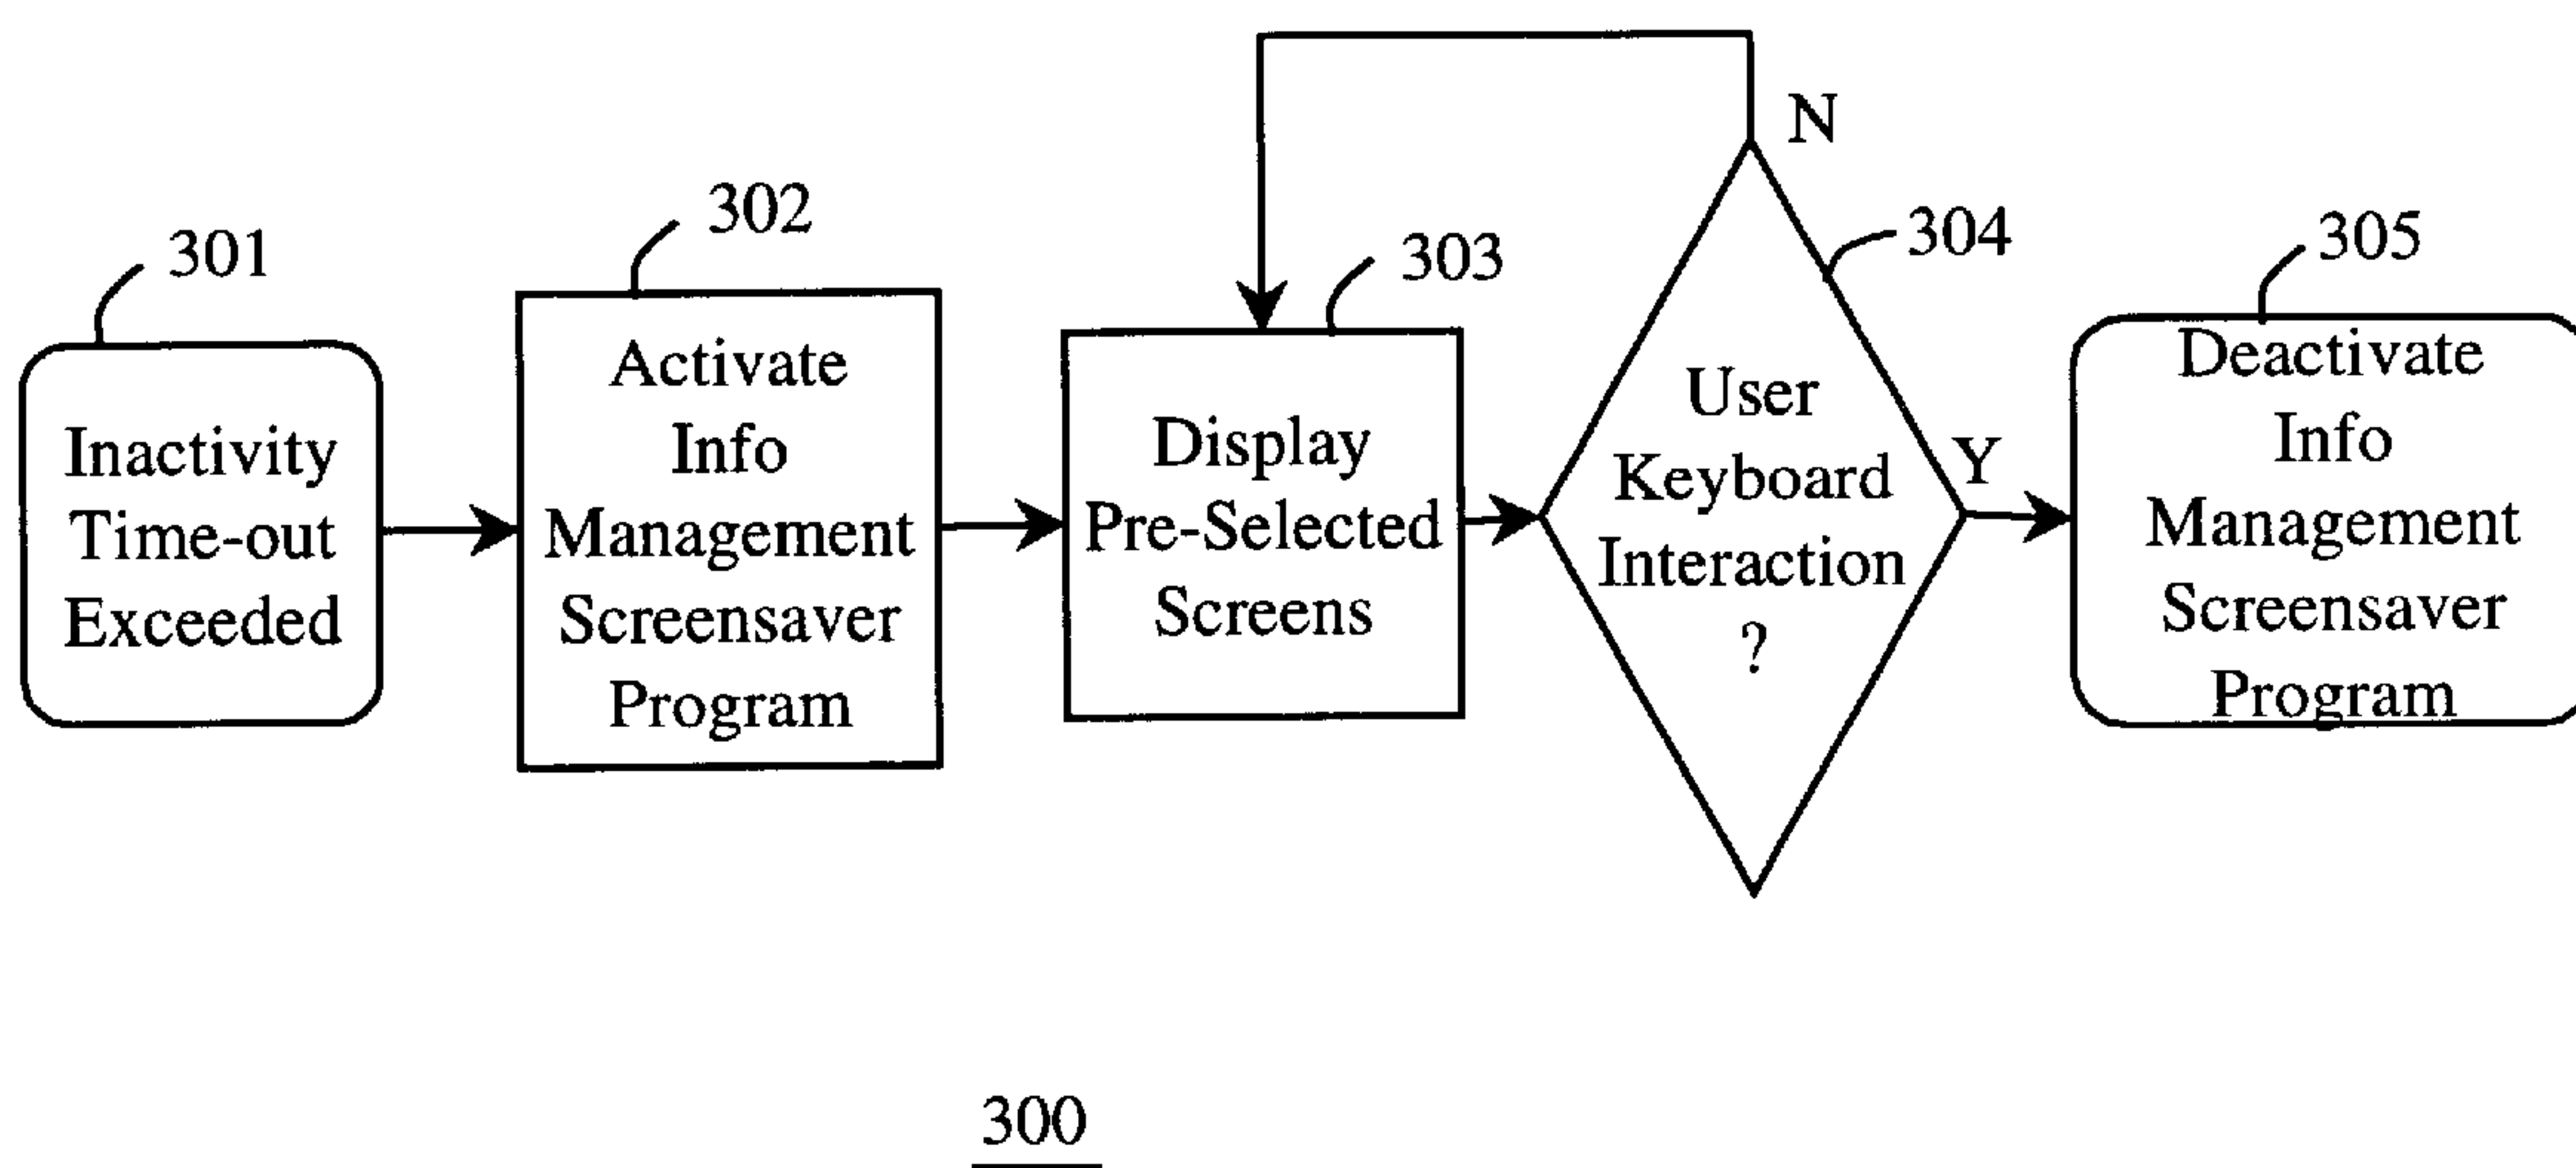 301
Inactivity
Time-out
Exceeded
302
Activate
Info
Management
Screensaver
Program
303
Display
Pre-Selected
Screens
N
304
User
Keyboard
Interaction
?
Y
305
Deactivate
Info
Management
Screensaver
Program
300